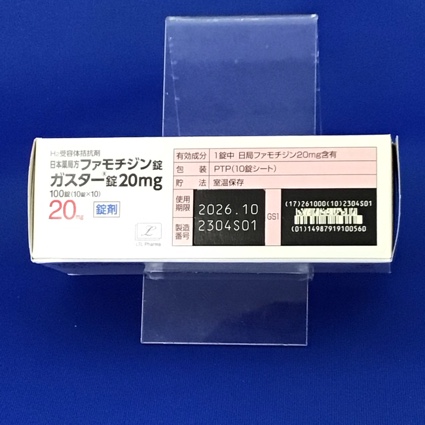 H₂受容体拮抗剤
日本薬局方 ファモチジン錠
ガスター®錠20mg
100錠(10錠×10)
20mg 錠剤
LTL Pharma
有効成分 1錠中 日局ファモチジン20mg含有
包装 PTP(10錠シート)
貯法 室温保存
使用期限 2026.10
製造番号 2304S01
GS1
(17)261000(10)2304S01
(01)14987919100560